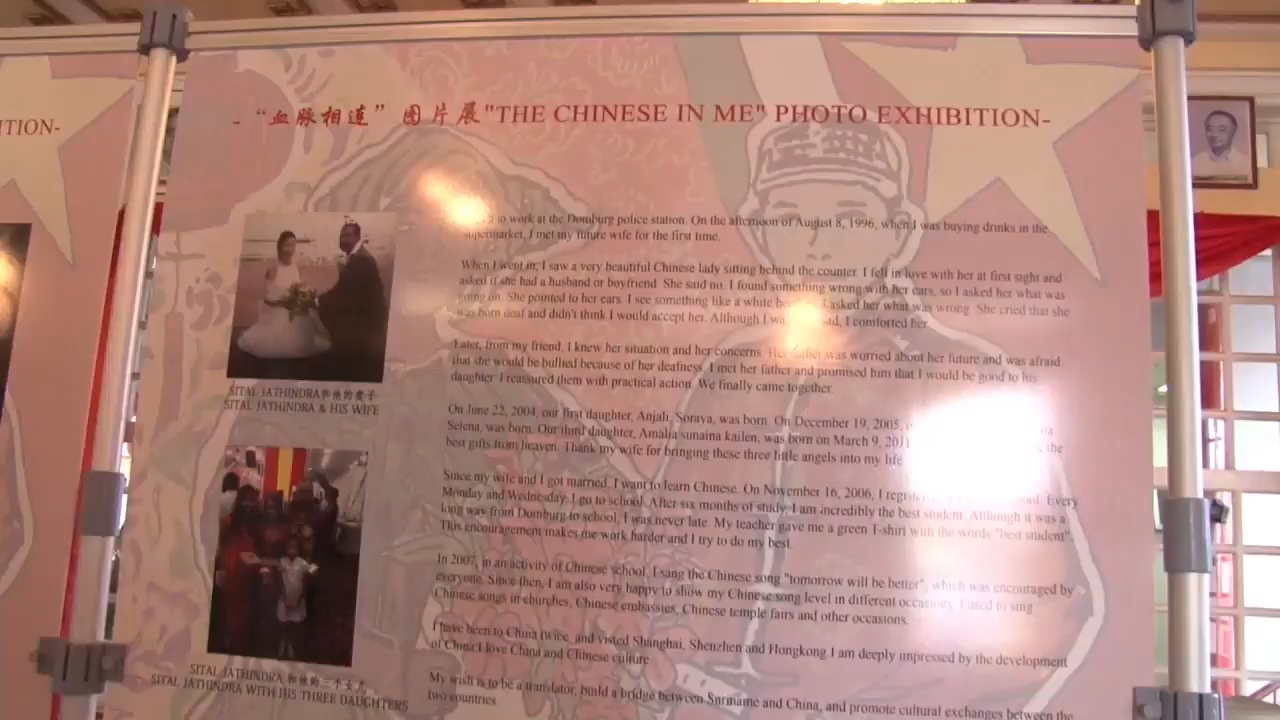 ITION-
- “血脉相连” 图片展"THE CHINESE IN ME" PHOTO EXHIBITION-
to work at the Domburg police station. On the afternoon of August 8, 1996, when I was buying drinks in the
supermarket, I met my future wife for the first time.
When I went in, I saw a very beautiful Chinese lady sitting behind the counter. I fell in love with her at first sight and
asked if she had a husband or boyfriend. She said no. I found something wrong with her ears, so I asked her what was
going on. She pointed to her ears. I see something like a white I asked her what was wrong. She cried that she
was born deaf and didn't think I would accept her. Although I I comforted her
Later, from my friend, I knew her situation and her concerns. Her father was worried about her future and was afraid
that she would be bullied because of her deafness. I met her father and promised him that I would be good to his
daughter. I reassured them with practical action. We finally came together.
On June 22, 2004, our first daughter, Anjali, Soraya, was born. On December 19, 2005,
Selena, was born. Our third daughter, Amalia sunaina kailen, was born on March 9, the
best gifts from heaven. Thank my wife for bringing these three little angels into my life
Since my wife and I got married, I want to learn Chinese. On November 16, 2006, I Every
Monday and Wednesday, I go to school. After six months of study, I am incredibly the best student. Although it was a
long way from Domburg to school, I was never late. My teacher gave me a green T-shirt with the words "best student".
This encouragement makes me work harder and I try to do my best.
In 2007, in an activity of Chinese school, I sang the Chinese song "tomorrow will be better", which was encouraged by
everyone. Since then, I am also very happy to show my Chinese song level in different occasions. I used to sing
Chinese songs in churches, Chinese embassies, Chinese temple fairs and other occasions.
I have been to China twice, and visted Shanghai, Shenzhen and Hongkong. I am deeply impressed by the development
of China. I love China and Chinese culture
My wish is to be a translator, build a bridge between Suriname and China, and promote cultural exchanges between the
two countries
SITAL JATHINDRA和他的妻子
SITAL JATHINDRA & HIS WIFE
SITAL JATHINDRA 和他的三个女儿
SITAL JATHINDRA WITH HIS THREE DAUGHTERS